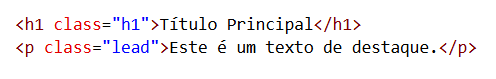 <h1 class="h1">Título Principal</h1>
<p class="lead">Este é um texto de destaque.</p>